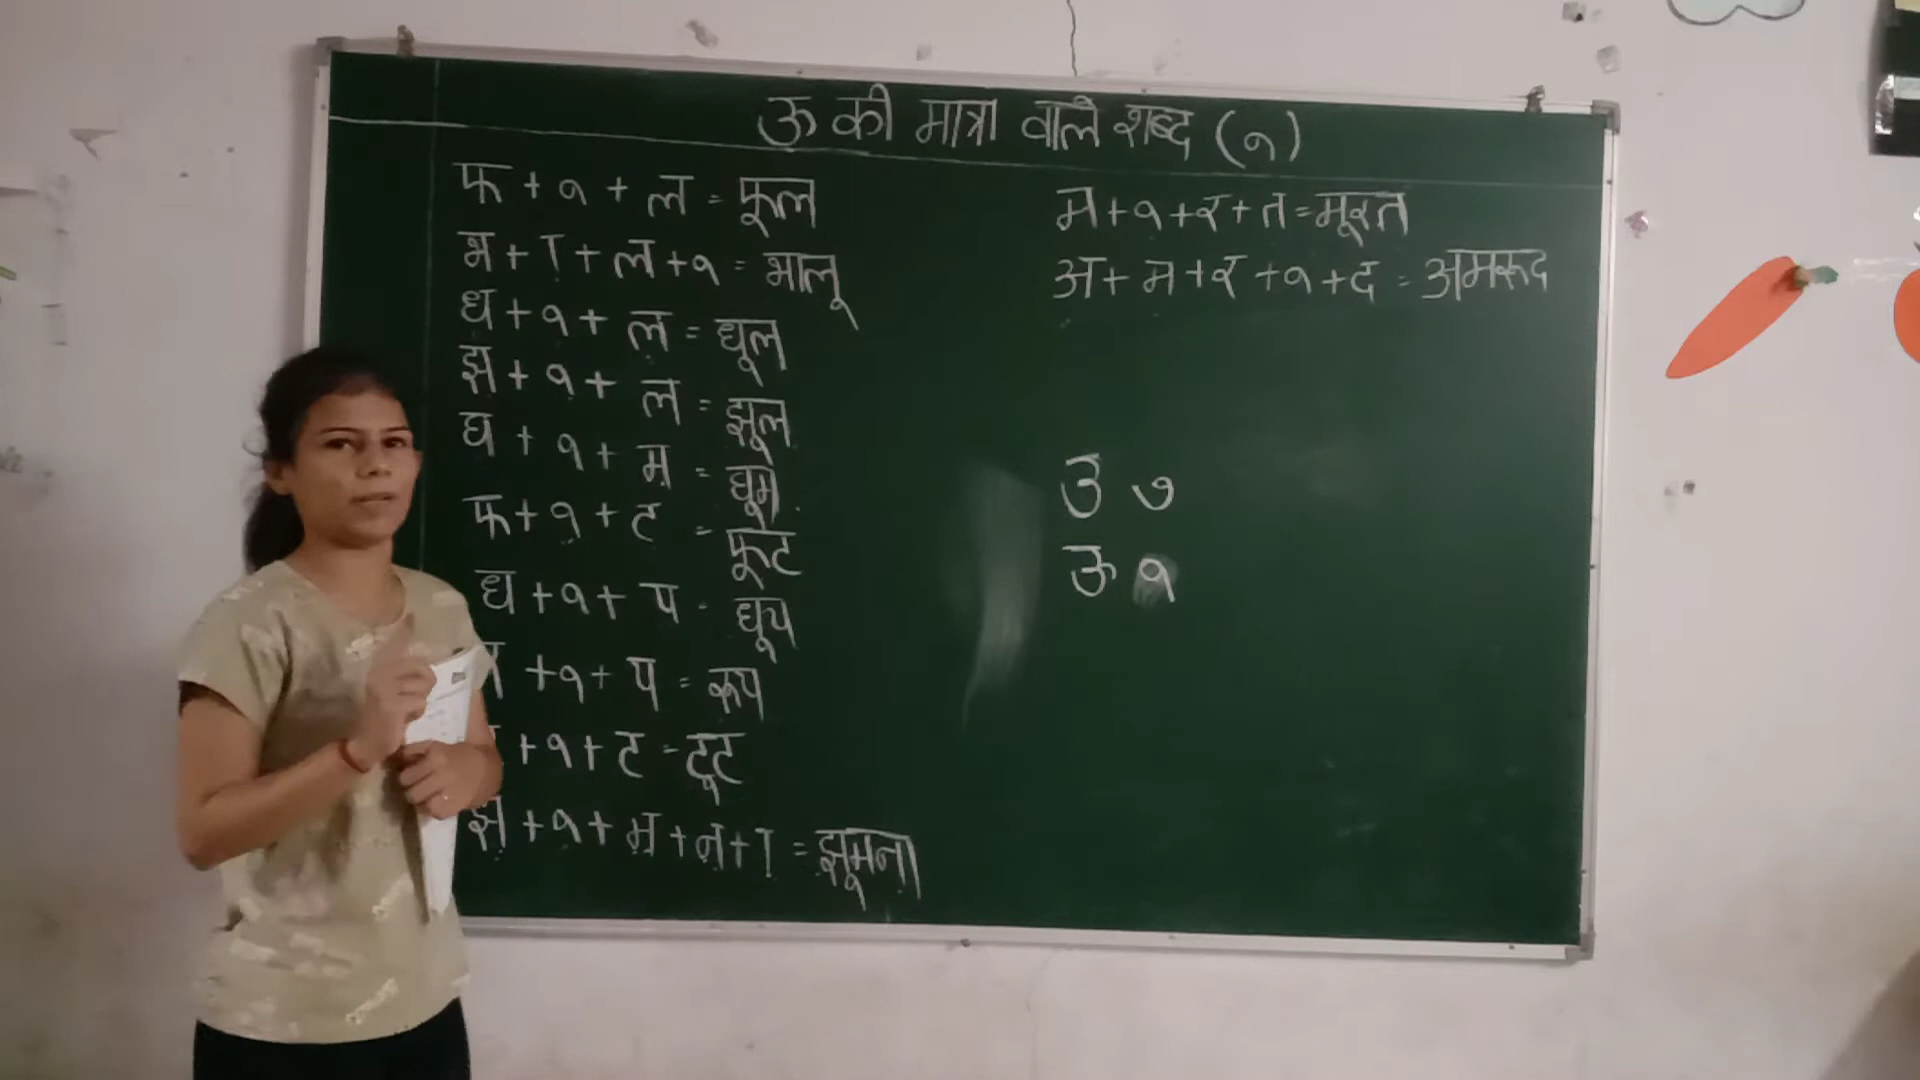 ऊ की मात्रा वाले शब्द (ू)
फ + ू + ल = फूल
भ + ा + ल + ू = भालू
ध + ू + ल = धूल
झ + ू + ल = झूल
घ + ू + म = घूम
फ + ू + ट = फूट
ध + ू + प = धूप
+ ू + प = रूप
+ ू + ट = टूट
झ + ू + म + न + ा = झूमना
म + ू + र + त = मूरत
अ + म + र + ू + द = अमरूद
उ ु
ऊ ू